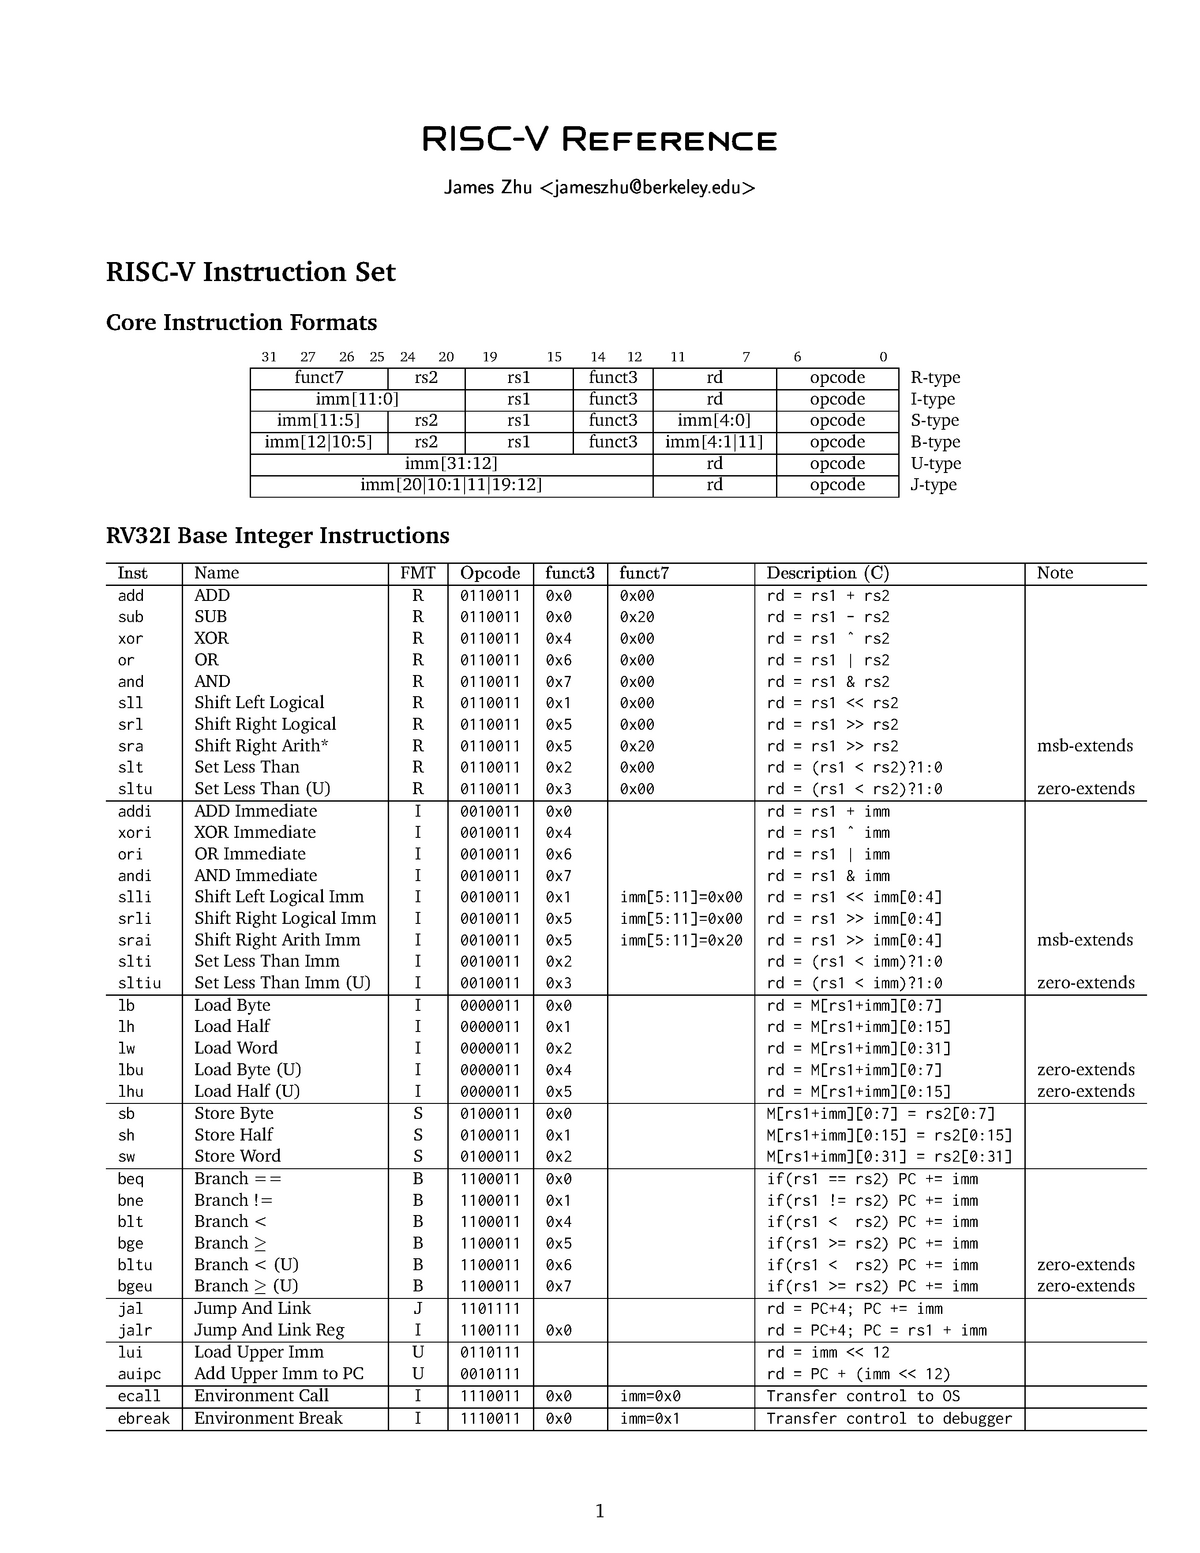 RISC-V Reference
James Zhu <jameszhu@berkeley.edu>
RISC-V Instruction Set
Core Instruction Formats
31 27 26 25 24 20 19 15 14 12 11 7 6 0
funct7 rs2 rs1 funct3 rd opcode R-type
imm[11:0] rs1 funct3 rd opcode I-type
imm[11:5] rs2 rs1 funct3 imm[4:0] opcode S-type
imm[12|10:5] rs2 rs1 funct3 imm[4:1|11] opcode B-type
imm[31:12] rd opcode U-type
imm[20|10:1|11|19:12] rd opcode J-type
RV32I Base Integer Instructions
Inst Name FMT Opcode funct3 funct7 Description (C) Note
add ADD R 0110011 0x0 0x00 rd = rs1 + rs2
sub SUB R 0110011 0x0 0x20 rd = rs1 - rs2
xor XOR R 0110011 0x4 0x00 rd = rs1 ˆ rs2
or OR R 0110011 0x6 0x00 rd = rs1 | rs2
and AND R 0110011 0x7 0x00 rd = rs1 & rs2
sll Shift Left Logical R 0110011 0x1 0x00 rd = rs1 << rs2
srl Shift Right Logical R 0110011 0x5 0x00 rd = rs1 >> rs2
sra Shift Right Arith* R 0110011 0x5 0x20 rd = rs1 >> rs2 msb-extends
slt Set Less Than R 0110011 0x2 0x00 rd = (rs1 < rs2)?1:0
sltu Set Less Than (U) R 0110011 0x3 0x00 rd = (rs1 < rs2)?1:0 zero-extends
addi ADD Immediate I 0010011 0x0 rd = rs1 + imm
xori XOR Immediate I 0010011 0x4 rd = rs1 ˆ imm
ori OR Immediate I 0010011 0x6 rd = rs1 | imm
andi AND Immediate I 0010011 0x7 rd = rs1 & imm
slli Shift Left Logical Imm I 0010011 0x1 imm[5:11]=0x00 rd = rs1 << imm[0:4]
srli Shift Right Logical Imm I 0010011 0x5 imm[5:11]=0x00 rd = rs1 >> imm[0:4]
srai Shift Right Arith Imm I 0010011 0x5 imm[5:11]=0x20 rd = rs1 >> imm[0:4] msb-extends
slti Set Less Than Imm I 0010011 0x2 rd = (rs1 < imm)?1:0
sltiu Set Less Than Imm (U) I 0010011 0x3 rd = (rs1 < imm)?1:0 zero-extends
lb Load Byte I 0000011 0x0 rd = M[rs1+imm][0:7]
lh Load Half I 0000011 0x1 rd = M[rs1+imm][0:15]
lw Load Word I 0000011 0x2 rd = M[rs1+imm][0:31]
lbu Load Byte (U) I 0000011 0x4 rd = M[rs1+imm][0:7] zero-extends
lhu Load Half (U) I 0000011 0x5 rd = M[rs1+imm][0:15] zero-extends
sb Store Byte S 0100011 0x0 M[rs1+imm][0:7] = rs2[0:7]
sh Store Half S 0100011 0x1 M[rs1+imm][0:15] = rs2[0:15]
sw Store Word S 0100011 0x2 M[rs1+imm][0:31] = rs2[0:31]
beq Branch == B 1100011 0x0 if(rs1 == rs2) PC += imm
bne Branch != B 1100011 0x1 if(rs1 != rs2) PC += imm
blt Branch < B 1100011 0x4 if(rs1 < rs2) PC += imm
bge Branch ≥ B 1100011 0x5 if(rs1 >= rs2) PC += imm
bltu Branch < (U) B 1100011 0x6 if(rs1 < rs2) PC += imm zero-extends
bgeu Branch ≥ (U) B 1100011 0x7 if(rs1 >= rs2) PC += imm zero-extends
jal Jump And Link J 1101111 rd = PC+4; PC += imm
jalr Jump And Link Reg I 1100111 0x0 rd = PC+4; PC = rs1 + imm
lui Load Upper Imm U 0110111 rd = imm << 12
auipc Add Upper Imm to PC U 0010111 rd = PC + (imm << 12)
ecall Environment Call I 1110011 0x0 imm=0x0 Transfer control to OS
ebreak Environment Break I 1110011 0x0 imm=0x1 Transfer control to debugger
1